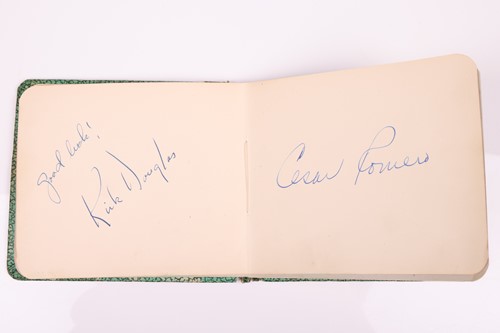 Good luck!
Kirk Douglas
Cesar Romero